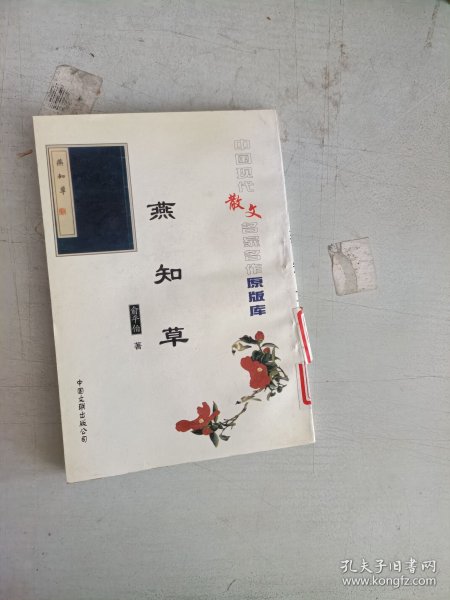 中国现代散文名家名作原版库
燕知草
燕知草
俞平伯
著
中国文联出版公司
孔夫子旧书网
www.kongfz.com